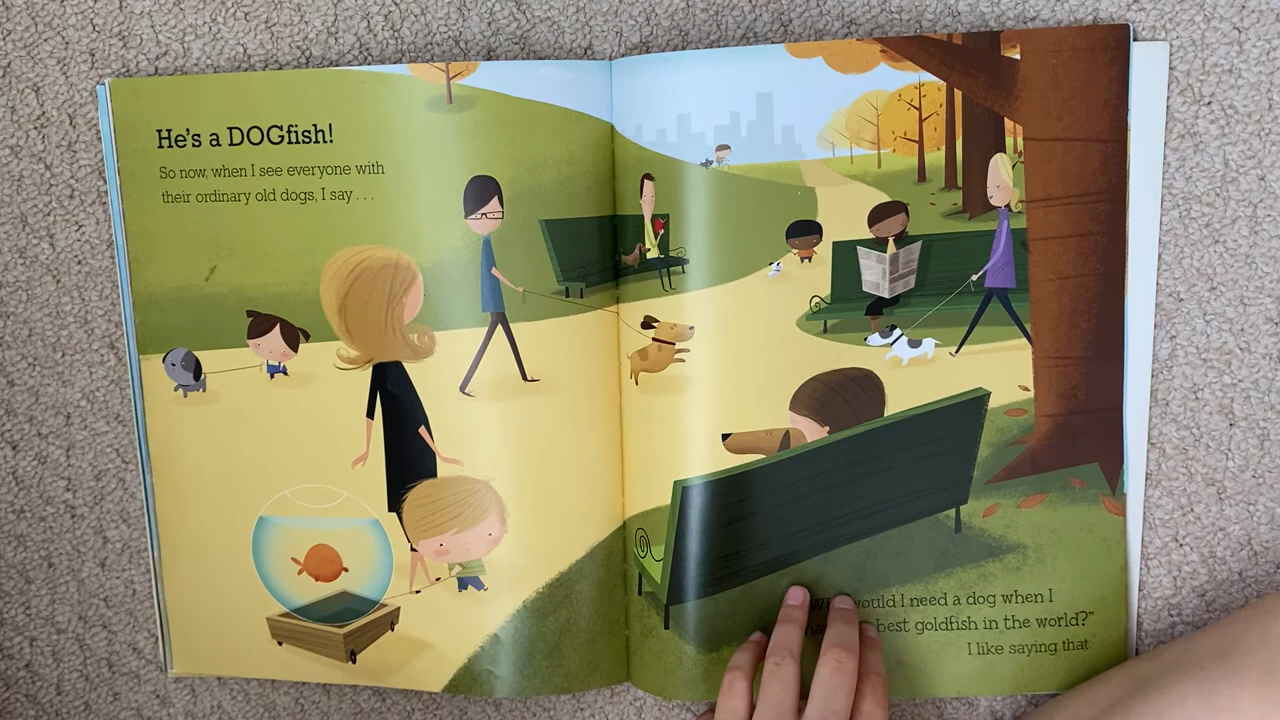 He's a DOGfish!
So now, when I see everyone with
their ordinary old dogs, I say . . .
would I need a dog when I
best goldfish in the world?"
I like saying that.